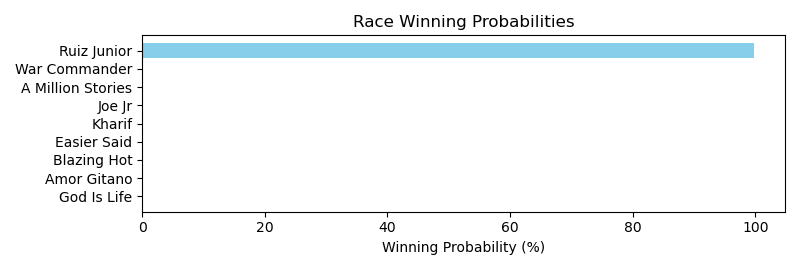 Race Winning Probabilities
Ruiz Junior
War Commander
A Million Stories
Joe Jr
Kharif
Easier Said
Blazing Hot
Amor Gitano
God Is Life
0 20 40 60 80 100
Winning Probability (%)